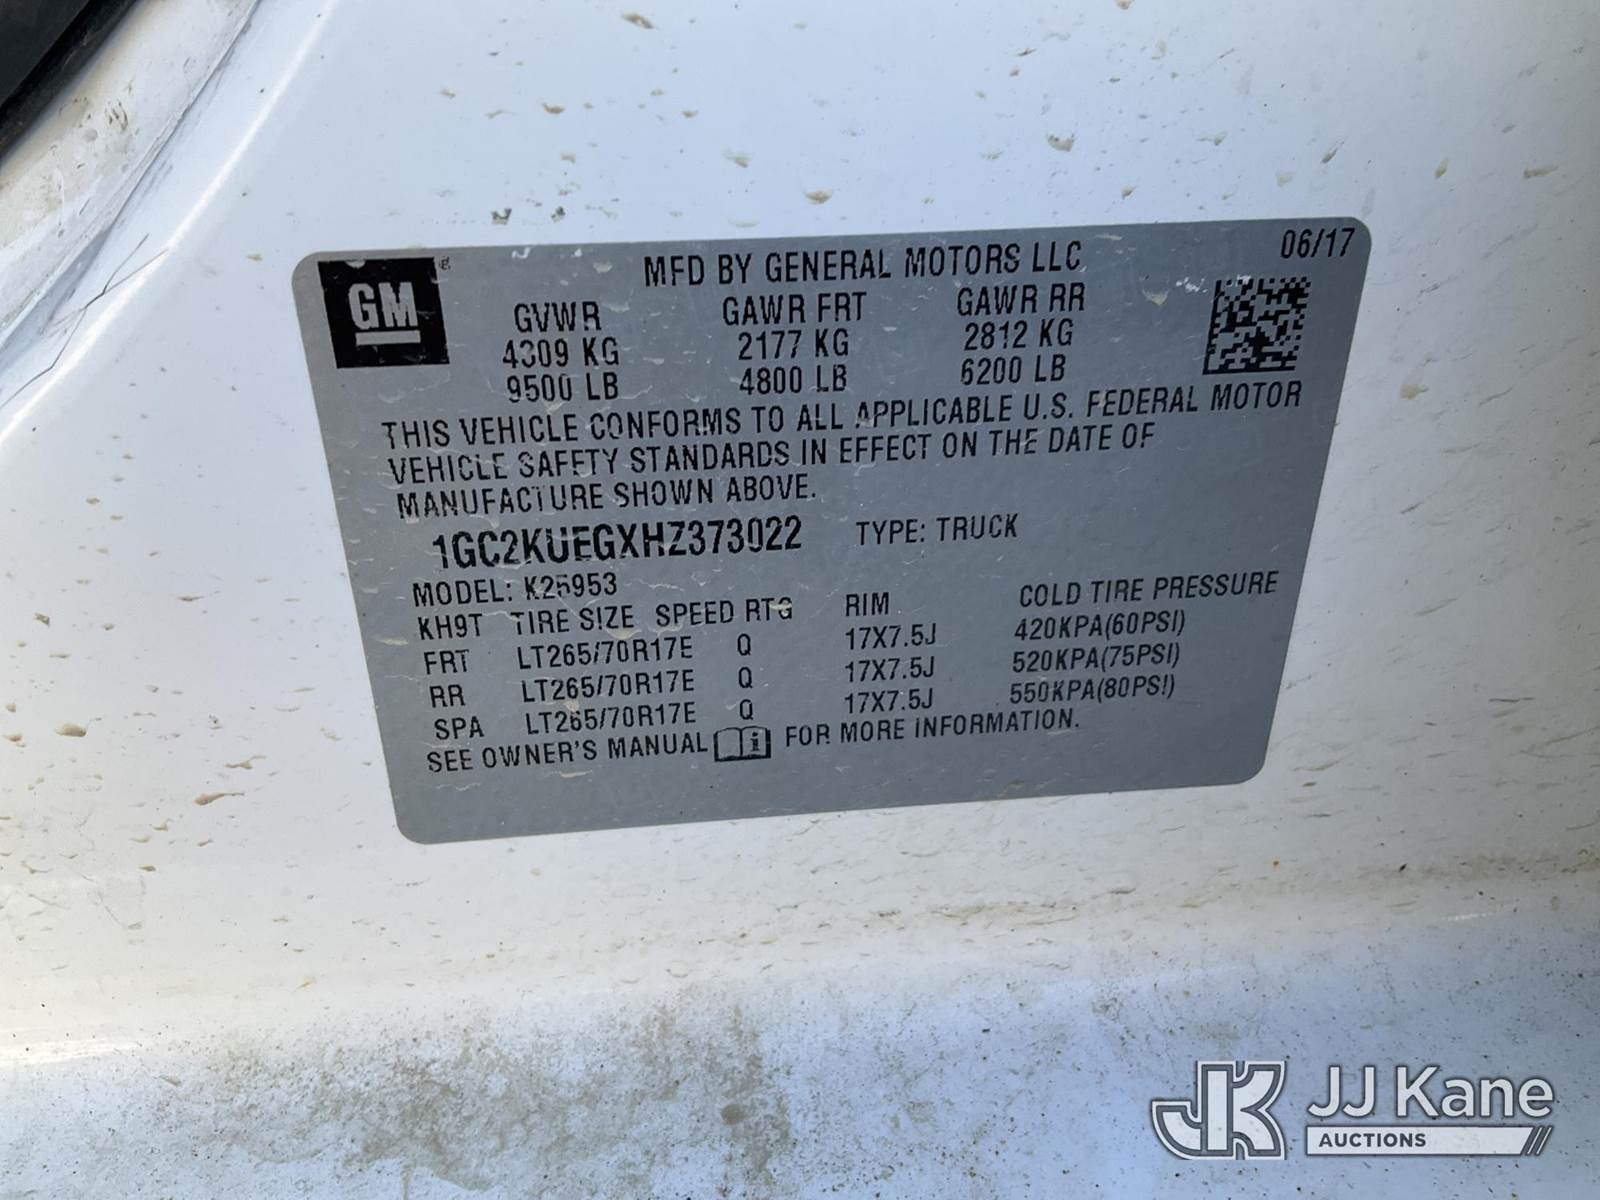 GM
MFD BY GENERAL MOTORS LLC
06/17
GVWR GAWR FRT GAWR RR
4309 KG 2177 KG 2812 KG
9500 LB 4800 LB 6200 LB
THIS VEHICLE CONFORMS TO ALL APPLICABLE U.S. FEDERAL MOTOR
VEHICLE SAFETY STANDARDS IN EFFECT ON THE DATE OF
MANUFACTURE SHOWN ABOVE.
1GC2KUEGXHZ373022 TYPE: TRUCK
MODEL: K25953
KH9T TIRE SIZE SPEED RTG RIM COLD TIRE PRESSURE
FRT LT265/70R17E Q 17X7.5J 420KPA(60PSI)
RR LT265/70R17E Q 17X7.5J 520KPA(75PSI)
SPA LT265/70R17E Q 17X7.5J 550KPA(80PSI)
SEE OWNER'S MANUAL i FOR MORE INFORMATION.
JK JJ Kane
AUCTIONS